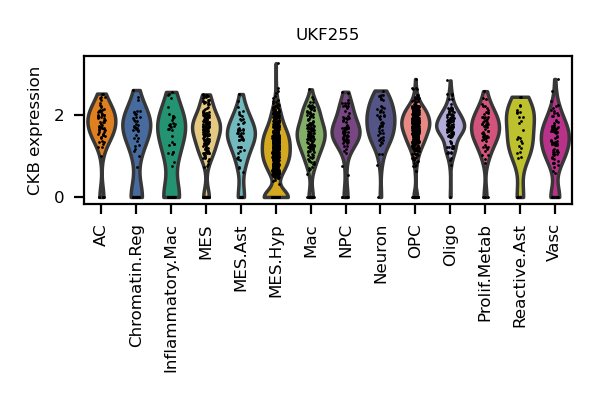 UKF255
CKB expression
2
0
AC
Chromatin.Reg
Inflammatory.Mac
MES
MES.Ast
MES.Hyp
Mac
NPC
Neuron
OPC
Oligo
Prolif.Metab
Reactive.Ast
Vasc